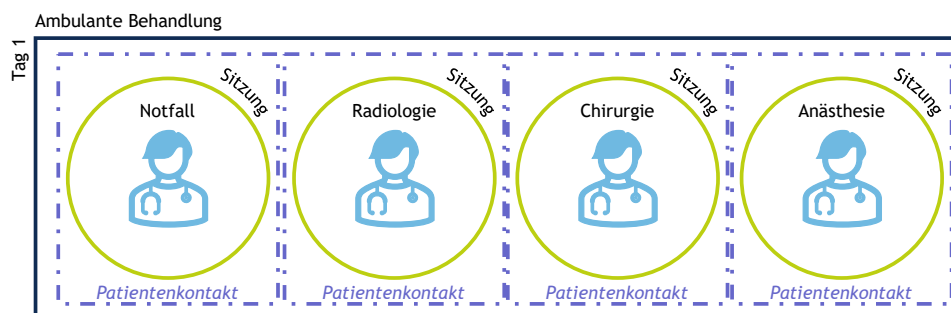 Ambulante Behandlung
Tag 1
Sitzung
Notfall
Patientenkontakt
Sitzung
Radiologie
Patientenkontakt
Sitzung
Chirurgie
Patientenkontakt
Sitzung
Anästhesie
Patientenkontakt